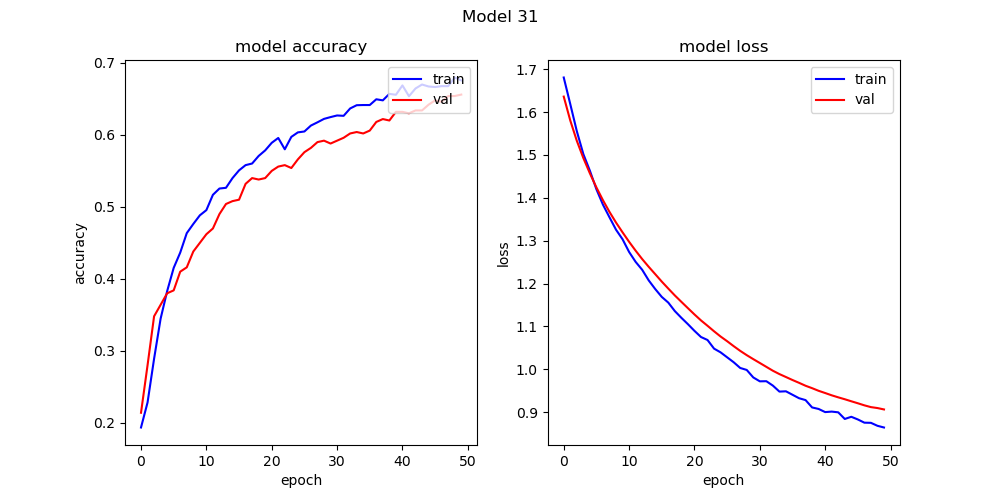 Model 31
model accuracy
0.7
0.6
0.5
0.4
0.3
0.2
accuracy
0 10 20 30 40 50
epoch
train
val
model loss
1.7
1.6
1.5
1.4
1.3
1.2
1.1
1.0
0.9
loss
0 10 20 30 40 50
epoch
train
val